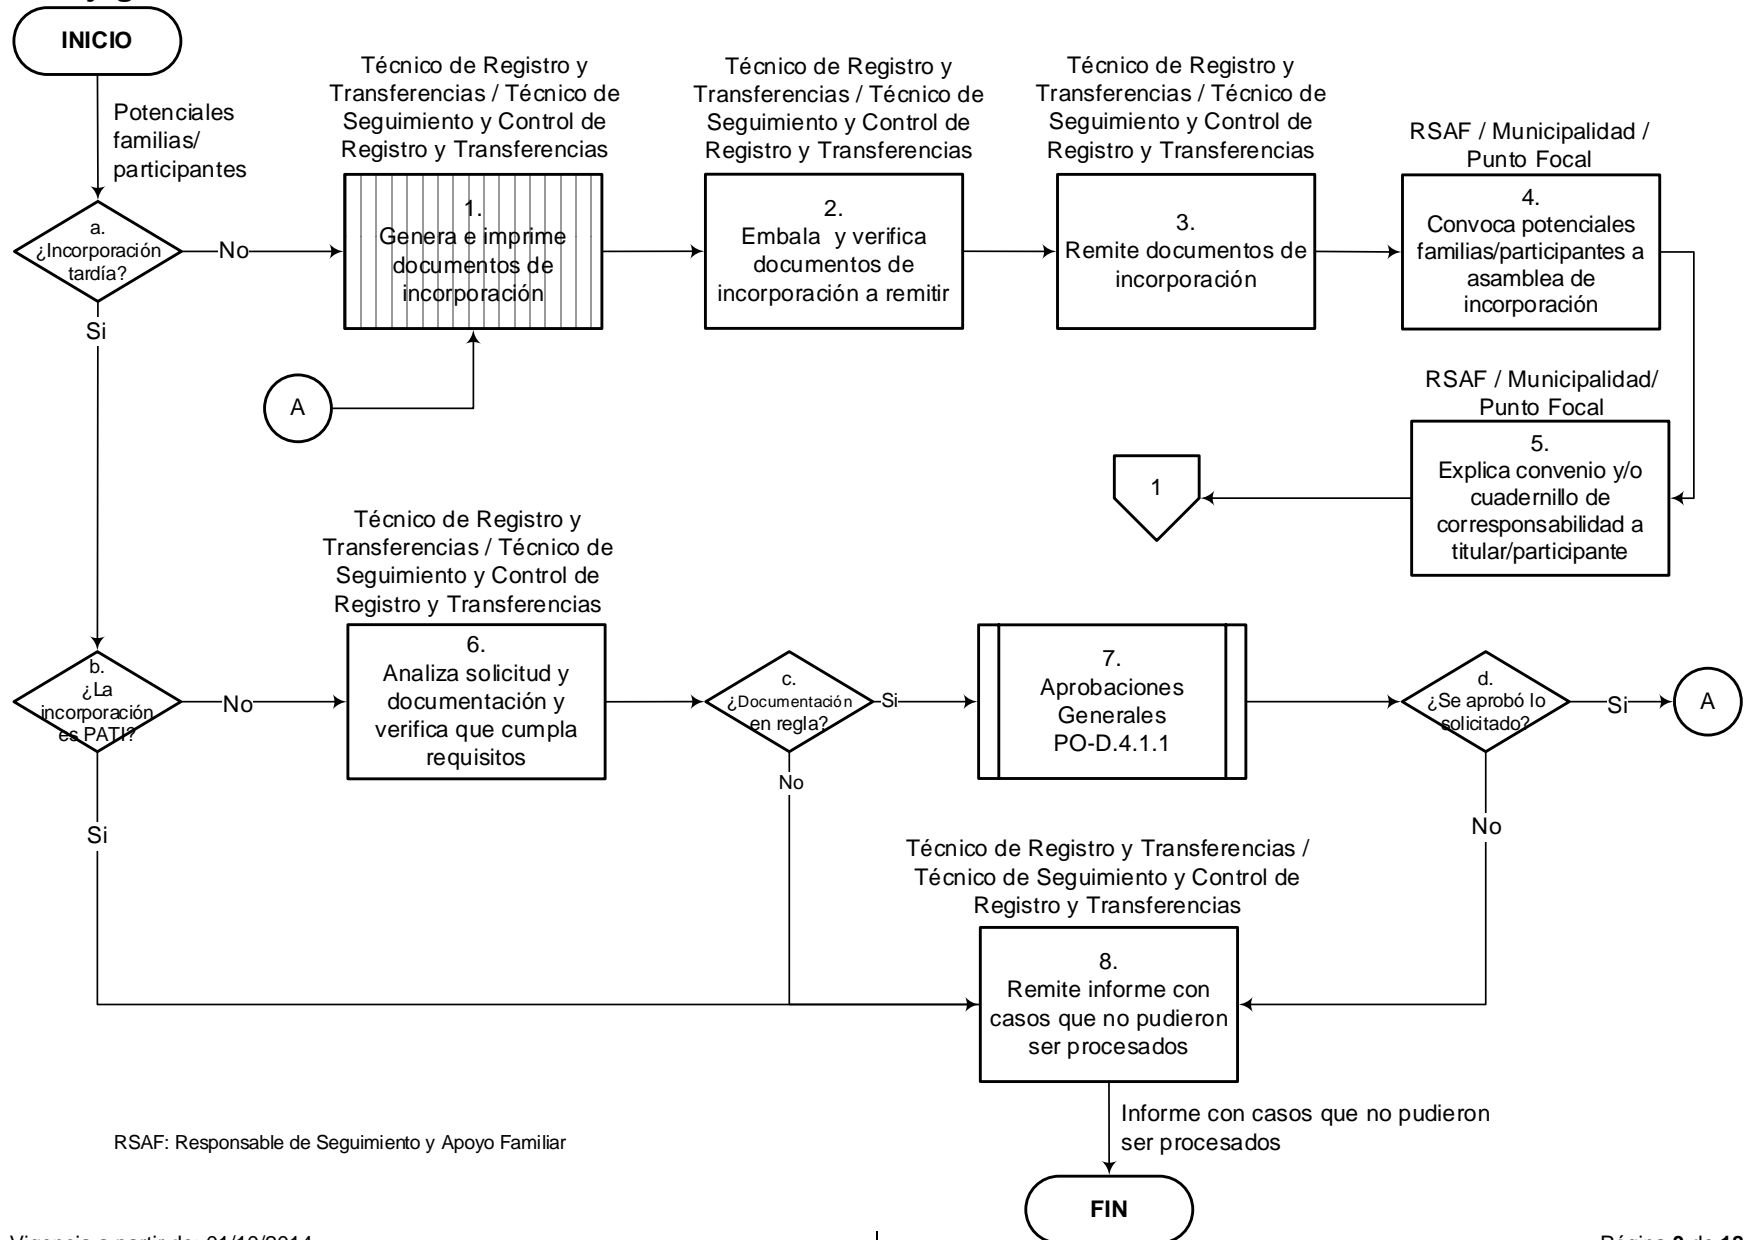 INICIO
Potenciales
familias/
participantes
a.
¿Incorporación
tardía?
No
Si
Técnico de Registro y
Transferencias / Técnico de
Seguimiento y Control de
Registro y Transferencias
1.
Genera e imprime
documentos de
incorporación
Técnico de Registro y
Transferencias / Técnico de
Seguimiento y Control de
Registro y Transferencias
2.
Embala y verifica
documentos de
incorporación a remitir
Técnico de Registro y
Transferencias / Técnico de
Seguimiento y Control de
Registro y Transferencias
3.
Remite documentos de
incorporación
RSAF / Municipalidad /
Punto Focal
4.
Convoca potenciales
familias/participantes a
asamblea de
incorporación
A
RSAF / Municipalidad/
Punto Focal
5.
Explica convenio y/o
cuadernillo de
corresponsabilidad a
titular/participante
1
b.
¿La
incorporación
es PATI?
No
Si
Técnico de Registro y
Transferencias / Técnico de
Seguimiento y Control de
Registro y Transferencias
6.
Analiza solicitud y
documentación y
verifica que cumpla
requisitos
c.
¿Documentación
en regla?
Si
No
7.
Aprobaciones
Generales
PO-D.4.1.1
d.
¿Se aprobó lo
solicitado?
Si
A
No
Técnico de Registro y Transferencias /
Técnico de Seguimiento y Control de
Registro y Transferencias
8.
Remite informe con
casos que no pudieron
ser procesados
Informe con casos que no pudieron
ser procesados
RSAF: Responsable de Seguimiento y Apoyo Familiar
FIN
Vigencia a partir de: 01/10/2014
Página de